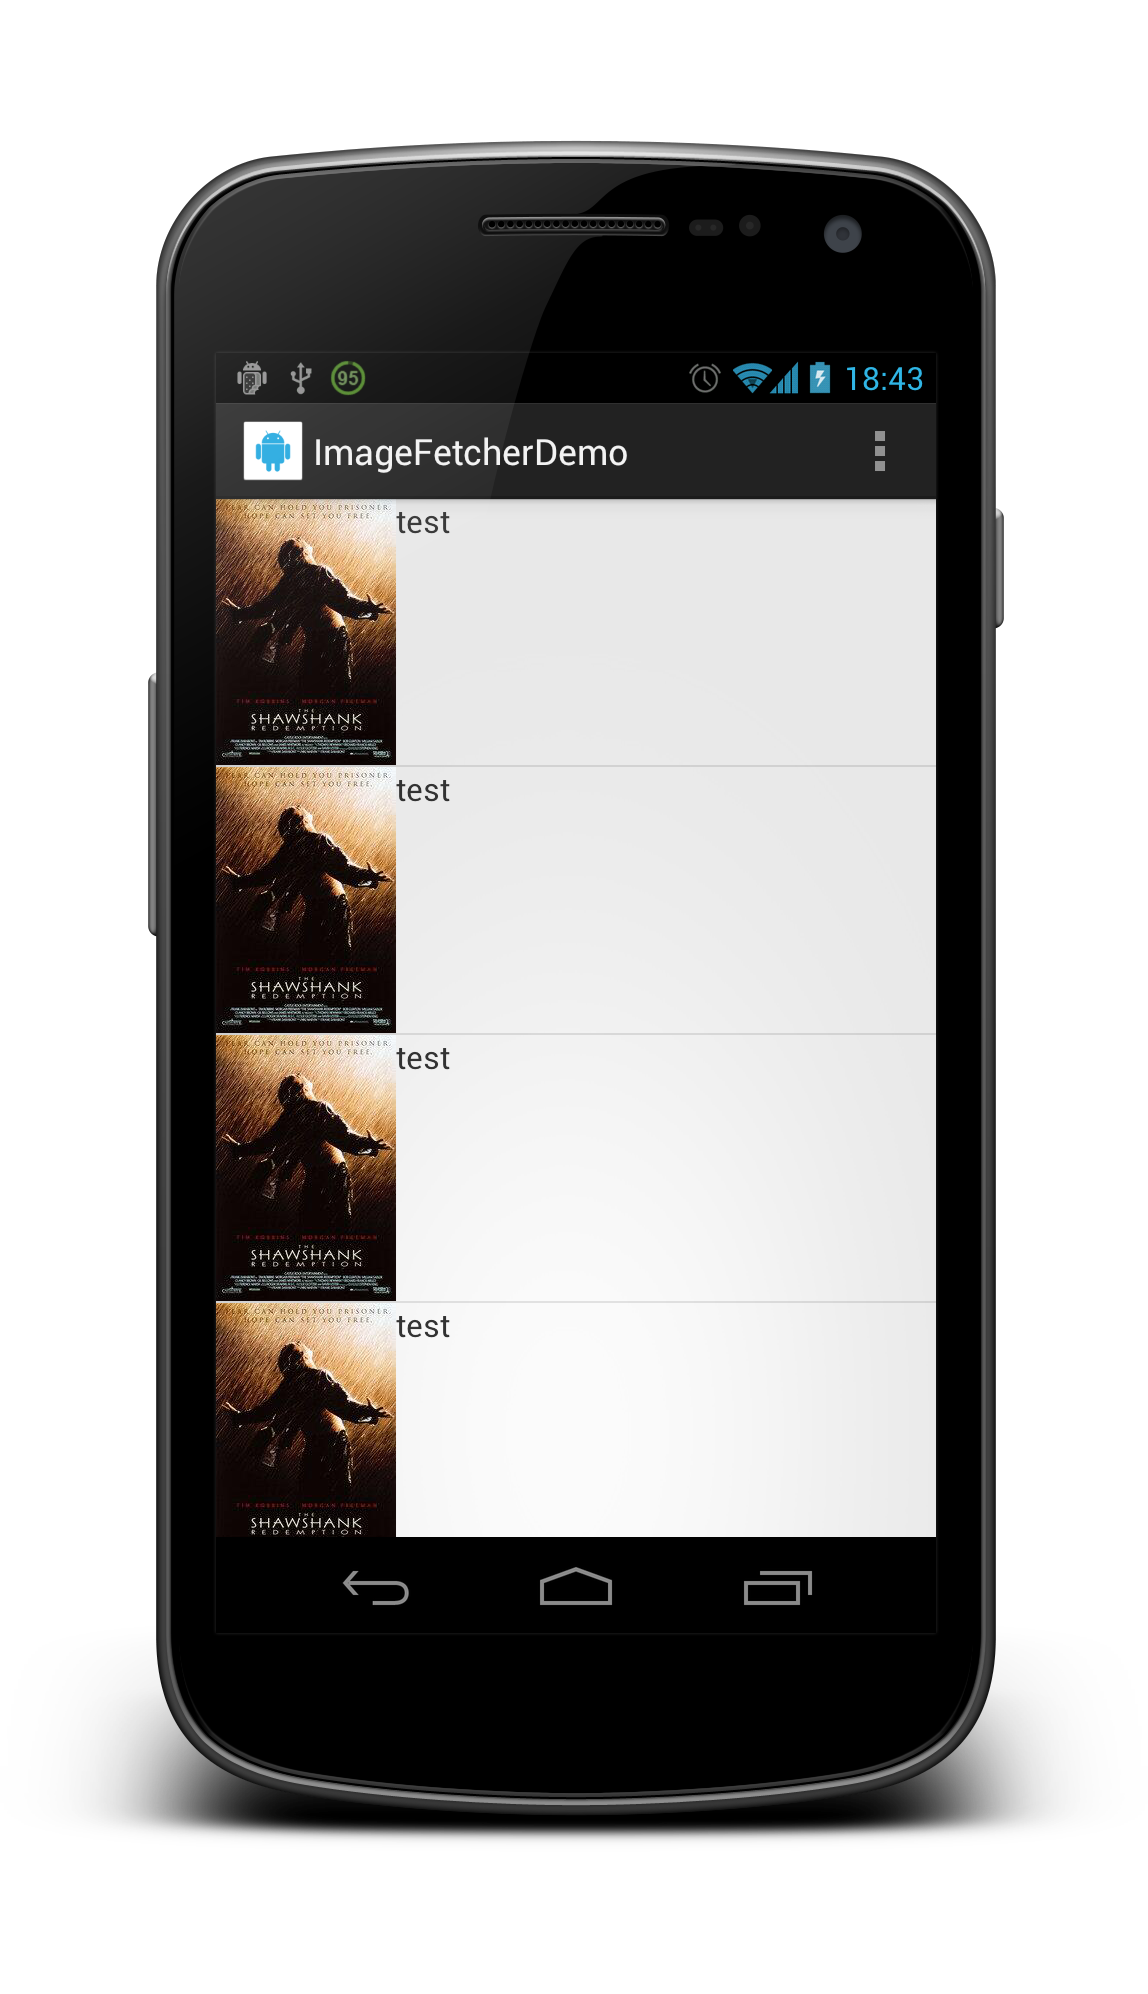 95
18:43
ImageFetcherDemo
FEAR CAN HOLD YOU PRISONER.
HOPE CAN SET YOU FREE.
test
TIM ROBBINS MORGAN FREEMAN
THE
SHAWSHANK
REDEMPTION
FEAR CAN HOLD YOU PRISONER.
HOPE CAN SET YOU FREE.
test
TIM ROBBINS MORGAN FREEMAN
THE
SHAWSHANK
REDEMPTION
FEAR CAN HOLD YOU PRISONER.
HOPE CAN SET YOU FREE.
test
TIM ROBBINS MORGAN FREEMAN
THE
SHAWSHANK
REDEMPTION
FEAR CAN HOLD YOU PRISONER.
HOPE CAN SET YOU FREE.
test
TIM ROBBINS MORGAN FREEMAN
THE
SHAWSHANK
REDEMPTION